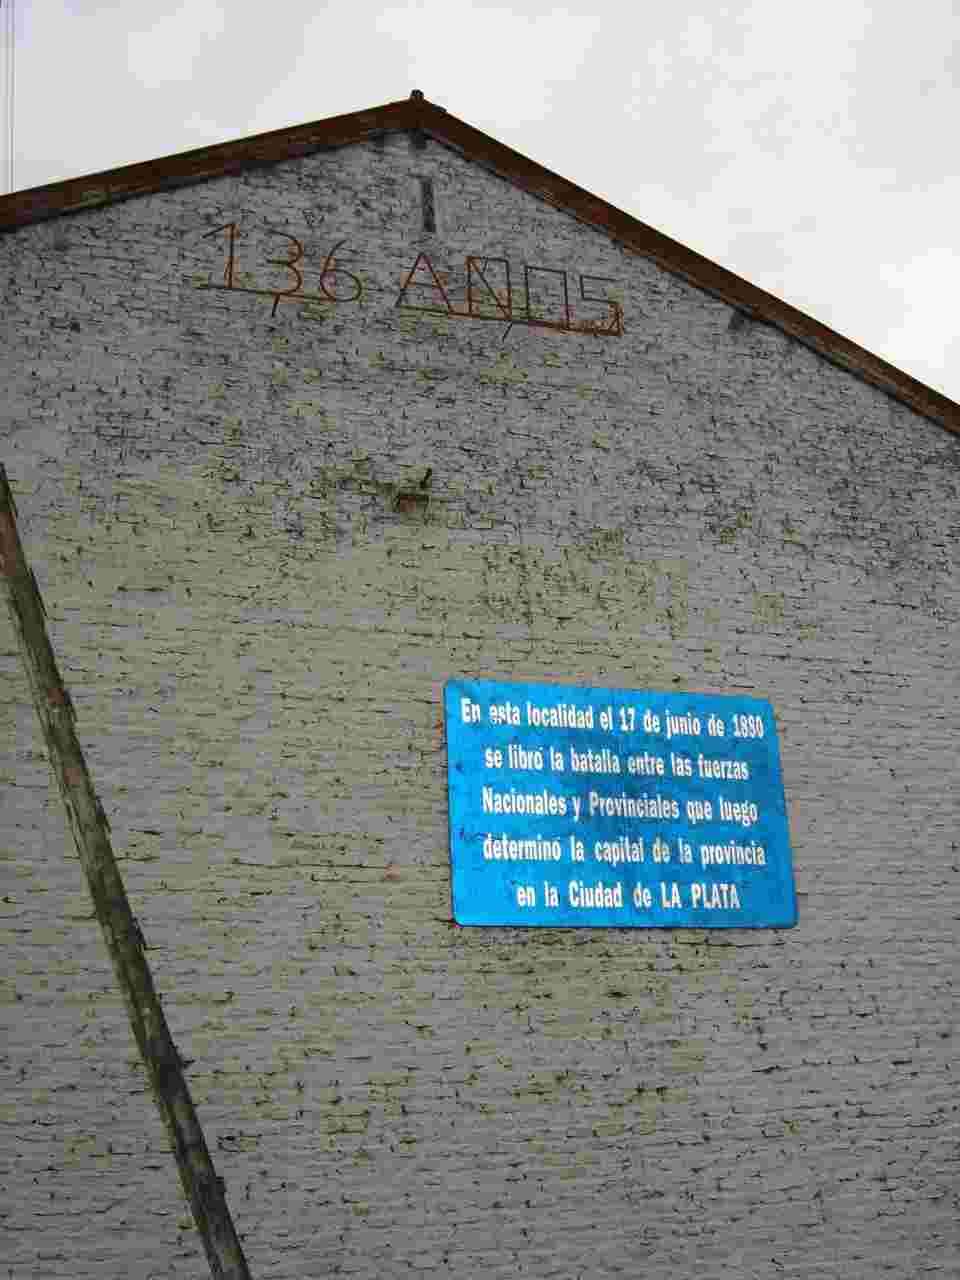 136 AÑOS
En esta localidad el 17 de junio de 1880
se libró la batalla entre las fuerzas
Nacionales y Provinciales que luego
determinó la capital de la provincia
en la Ciudad de LA PLATA